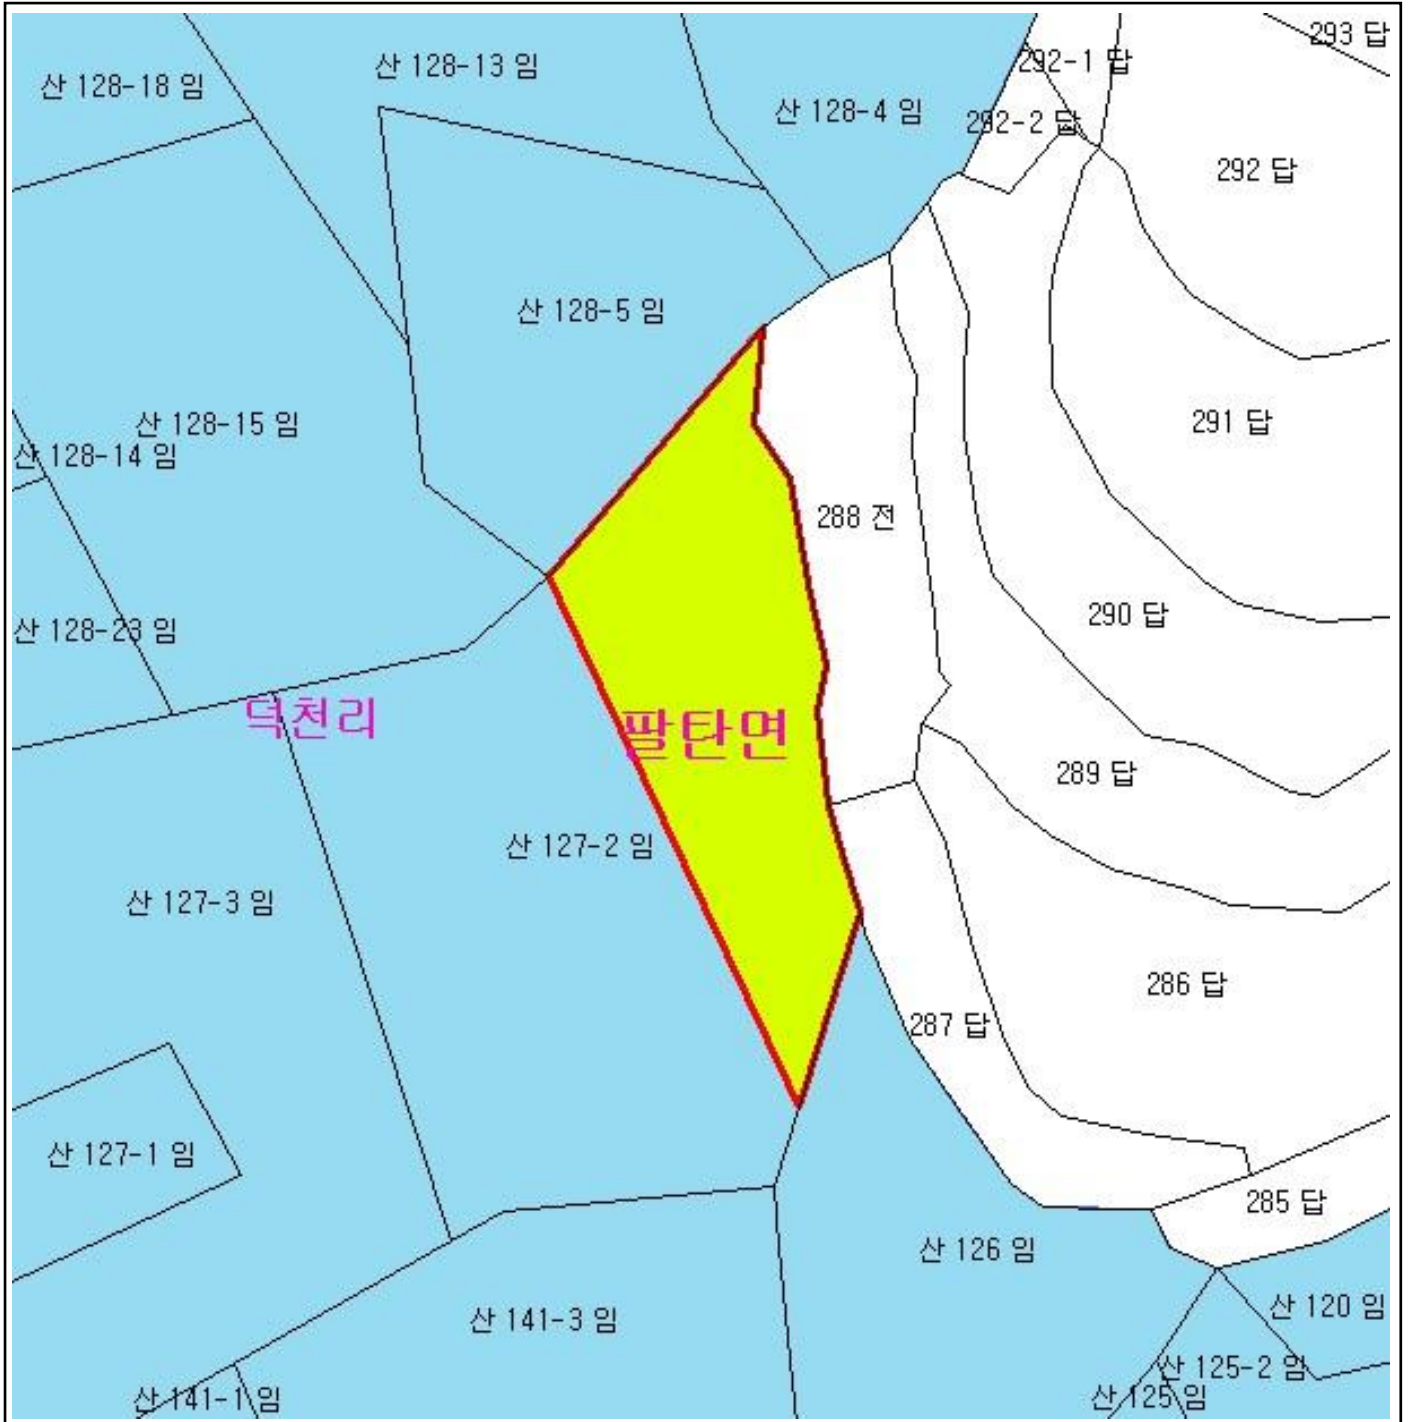 293 답
292-1 답
산 128-13 임
산 128-18 임
산 128-4 임
292-2 답
292 답
산 128-5 임
산 128-15 임
291 답
산 128-14 임
288 전
290 답
산 128-23 임
덕천리
팔탄면
289 답
산 127-2 임
산 127-3 임
286 답
287 답
산 127-1 임
285 답
산 126 임
산 120 임
산 141-3 임
산 125-2 임
산 141-1 임
산 125 임